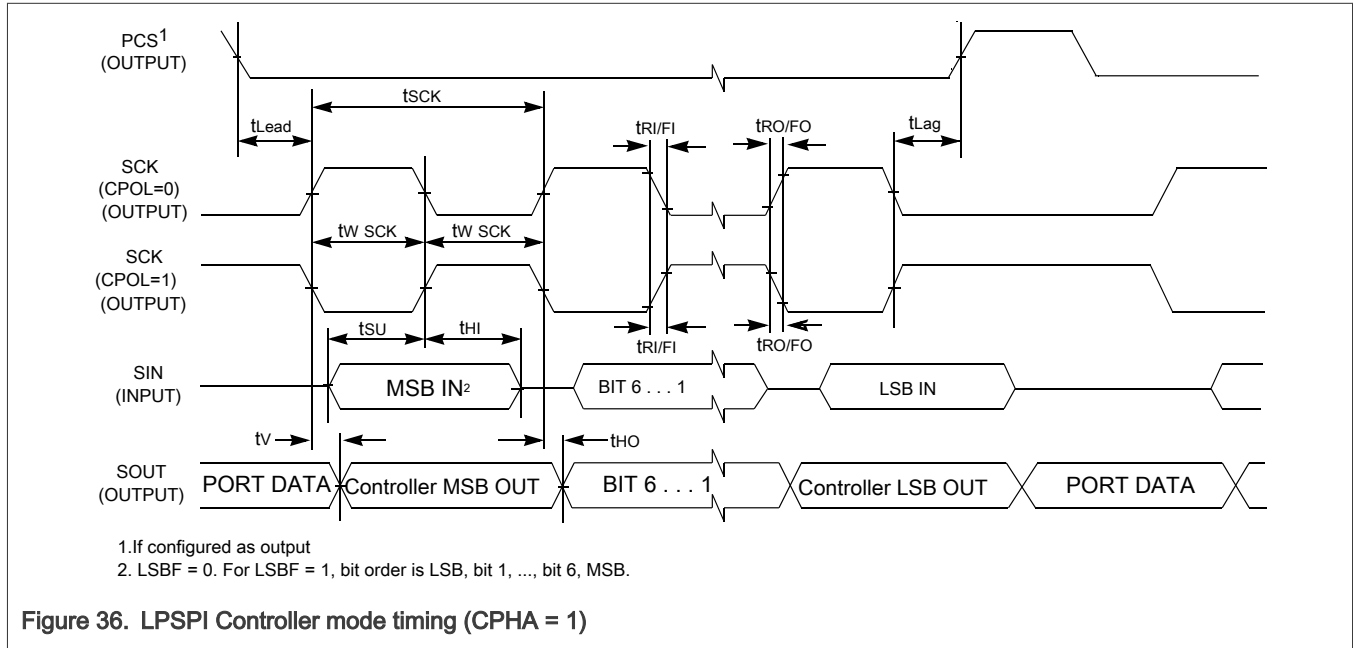 PCS1
(OUTPUT)
tSCK
tLead
tRI/FI
tRO/FO
tLag
SCK
(CPOL=0)
(OUTPUT)
tW SCK
tW SCK
SCK
(CPOL=1)
(OUTPUT)
tSU
tHI
tRI/FI
tRO/FO
SIN
(INPUT)
MSB IN2
BIT 6 . . . 1
LSB IN
tV
tHO
SOUT
(OUTPUT)
PORT DATA
Controller MSB OUT
BIT 6 . . . 1
Controller LSB OUT
PORT DATA
1.If configured as output
2. LSBF = 0. For LSBF = 1, bit order is LSB, bit 1, ..., bit 6, MSB.
Figure 36. LPSPI Controller mode timing (CPHA = 1)